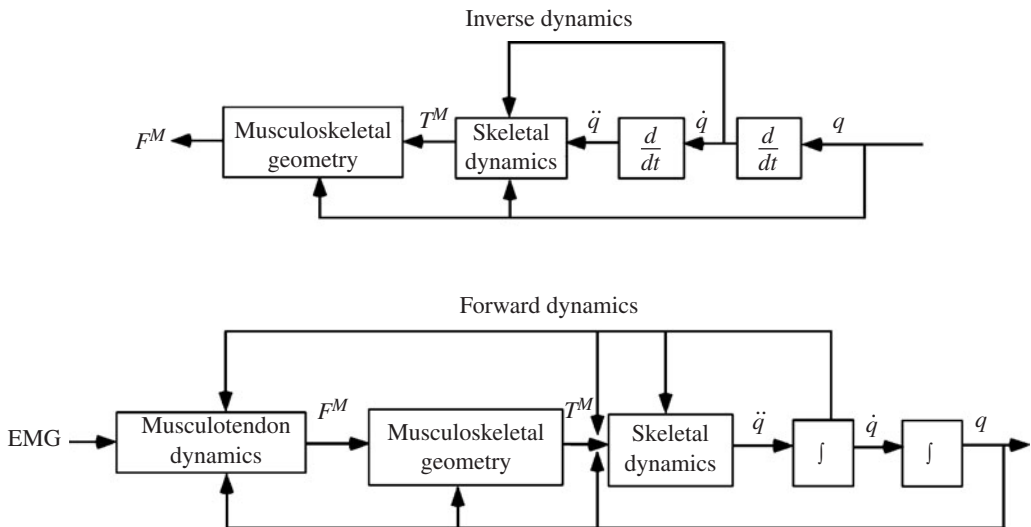 Inverse dynamics
F^M
Musculoskeletal
geometry
T^M
Skeletal
dynamics
q̈
d
dt
q̇
d
dt
q
Forward dynamics
EMG
Musculotendon
dynamics
F^M
Musculoskeletal
geometry
T^M
Skeletal
dynamics
q̈
∫
q̇
∫
q